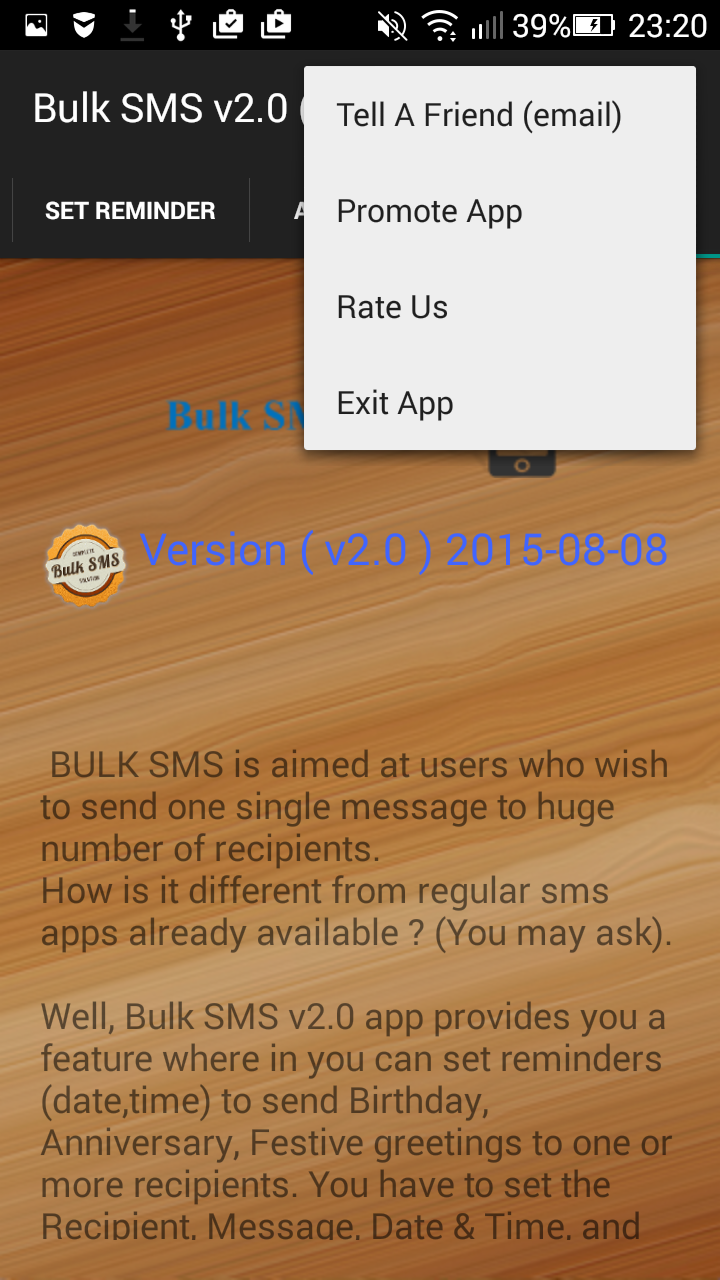 39% 23:20
Bulk SMS v2.0 (
Tell A Friend (email)
Promote App
Rate Us
Exit App
SET REMINDER
A
Bulk SM
COMPLETE
Bulk SMS
SOLUTION
Version ( v2.0 ) 2015-08-08
BULK SMS is aimed at users who wish
to send one single message to huge
number of recipients.
How is it different from regular sms
apps already available ? (You may ask).
Well, Bulk SMS v2.0 app provides you a
feature where in you can set reminders
(date,time) to send Birthday,
Anniversary, Festive greetings to one or
more recipients. You have to set the
Recipient, Message, Date & Time, and